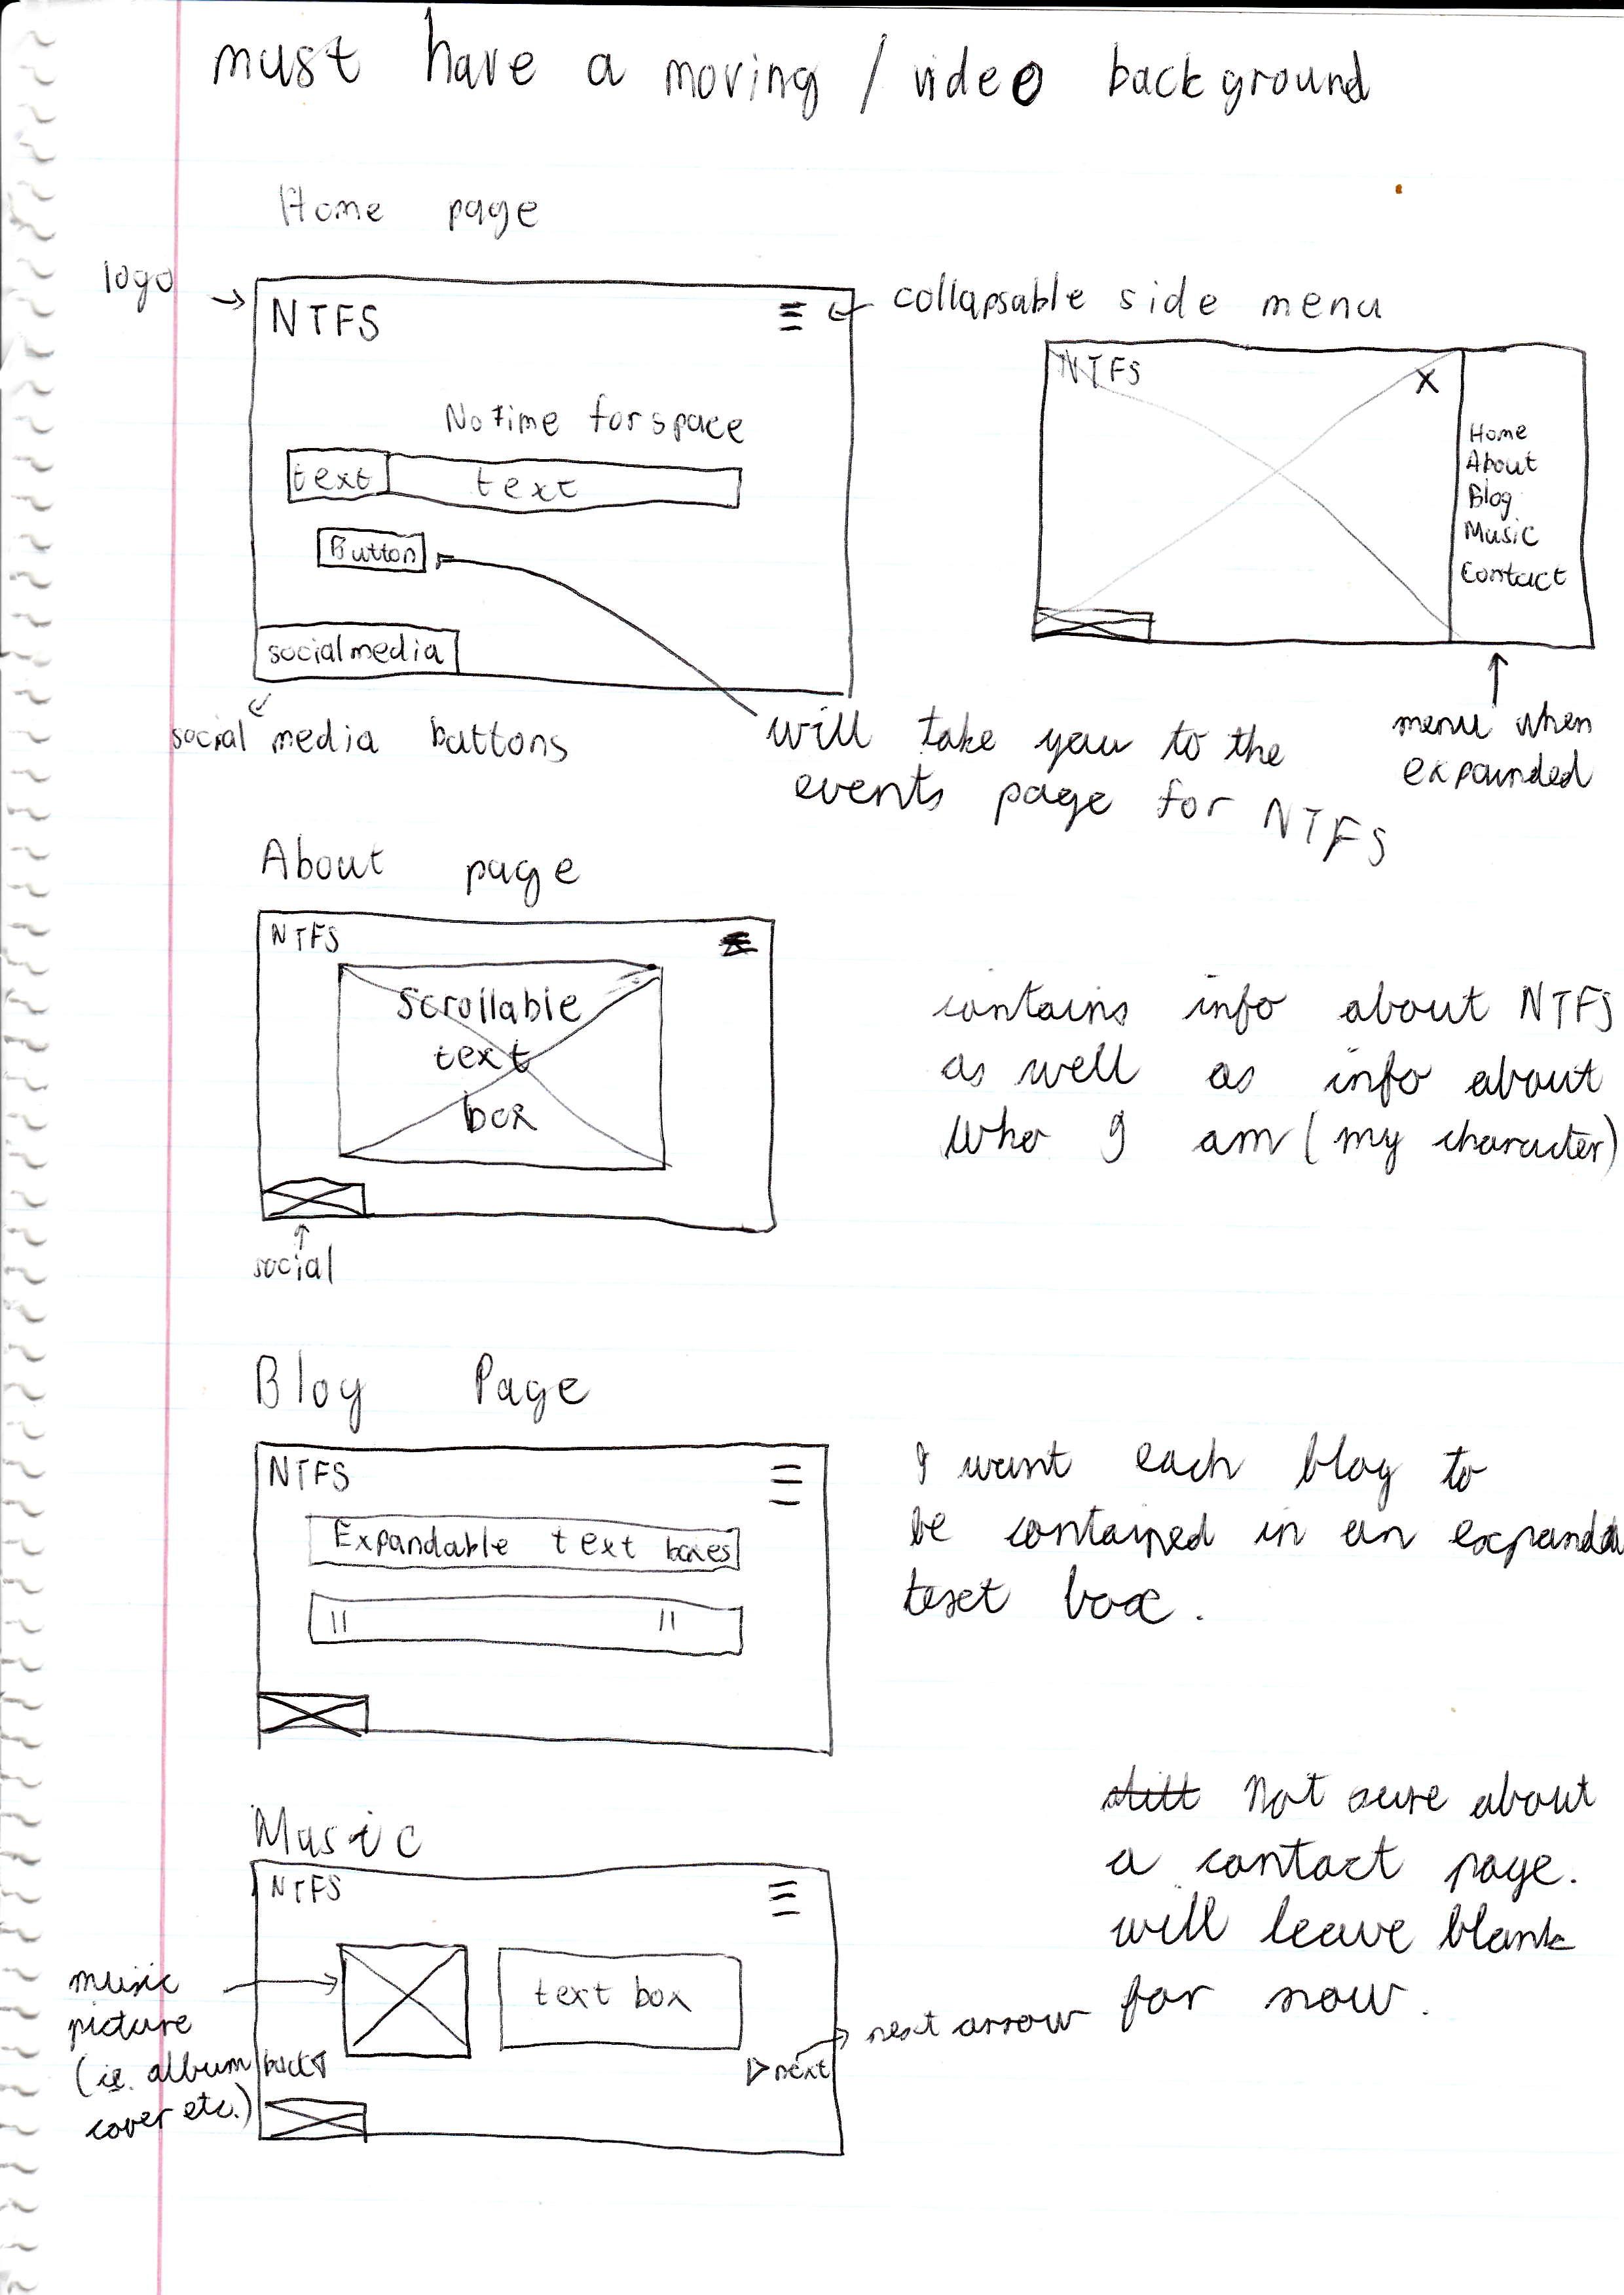 must have a moving / video background
Home page
logo
NTFS
collapsable side menu
No time for space
text text
Button
social media
social media buttons
NTFS X
Home
About
Blog
Music
Contact
will take you to the
events page for NTFS
menu when
expanded
About page
NTFS
Scrollable
text
box
social
contains info about NTFS
as well as info about
who I am (my character)
Blog Page
NTFS
Expandable text boxes
11 11
I want each blog to
be contained in an
text box.
Music
NTFS
text box
back
next
next arrow
music
picture
(ie. album
cover etc.)
still Not sure about
a contact page.
will leave blank
for now.